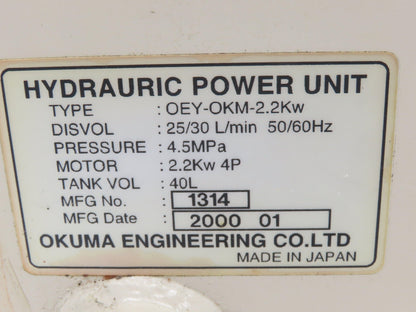 HYDRAURIC POWER UNIT
TYPE : OEY-OKM-2.2Kw
DISVOL : 25/30 L/min 50/60Hz
PRESSURE : 4.5MPa
MOTOR : 2.2Kw 4P
TANK VOL : 40L
MFG No. : 1314
MFG Date : 2000 01
OKUMA ENGINEERING CO.LTD
MADE IN JAPAN